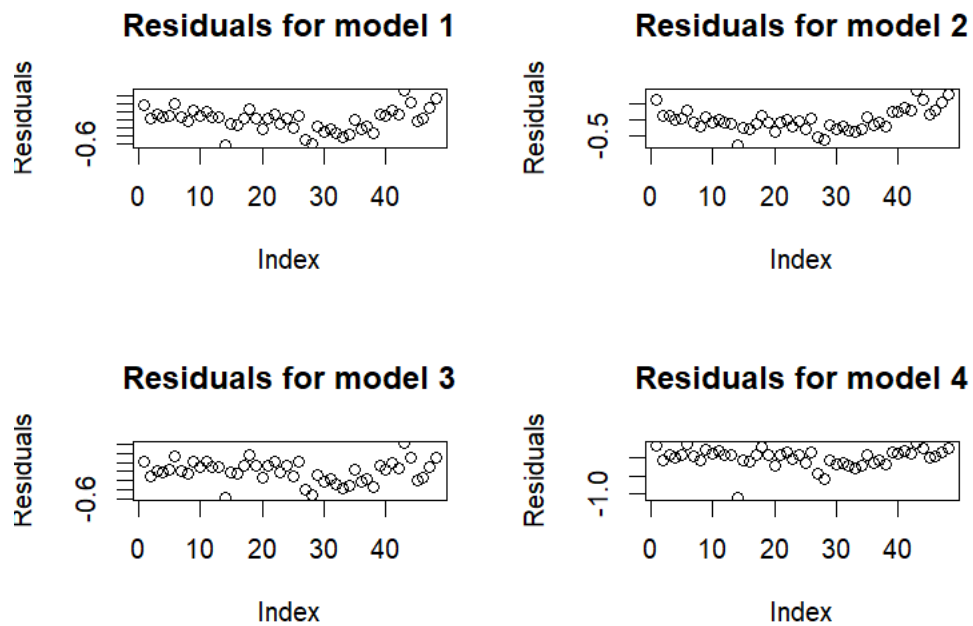 Residuals for model 1
Residuals
-0.6
0 10 20 30 40
Index
Residuals for model 2
Residuals
-0.5
0 10 20 30 40
Index
Residuals for model 3
Residuals
-0.6
0 10 20 30 40
Index
Residuals for model 4
Residuals
-1.0
0 10 20 30 40
Index